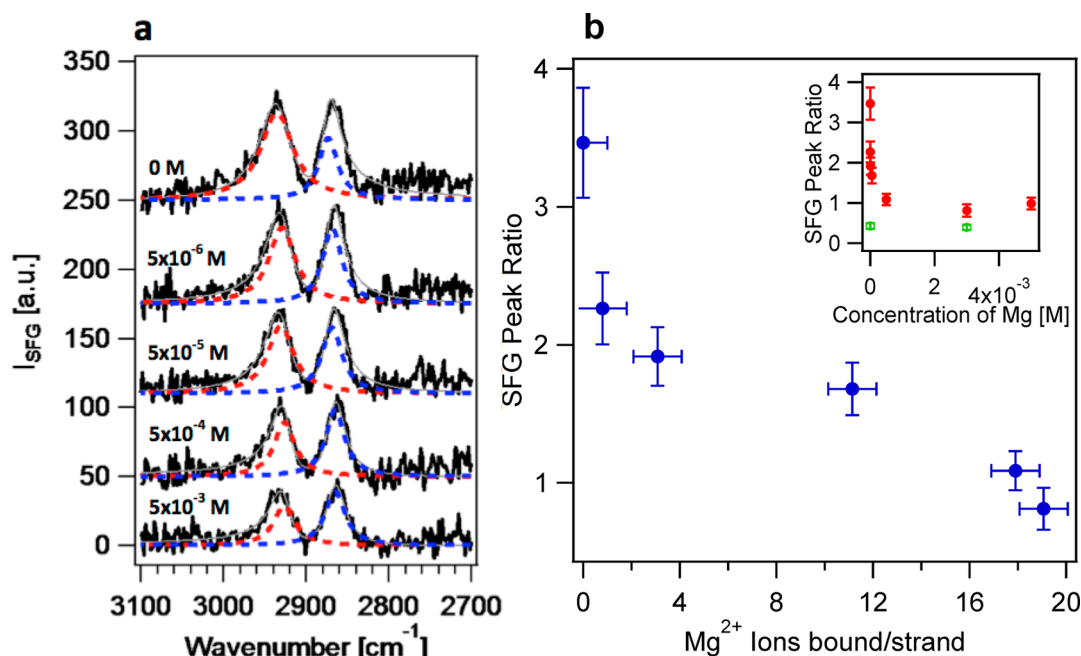 a
350
300
250
200
150
100
50
0
I_SFG [a.u.]
0 M
5x10^-6 M
5x10^-5 M
5x10^-4 M
5x10^-3 M
3100 3000 2900 2800 2700
Wavenumber [cm^-1]
b
4
3
2
1
SFG Peak Ratio
0 4 8 12 16 20
Mg^2+ Ions bound/strand
4
3
2
1
0
SFG Peak Ratio
0 2 4x10^-3
Concentration of Mg [M]